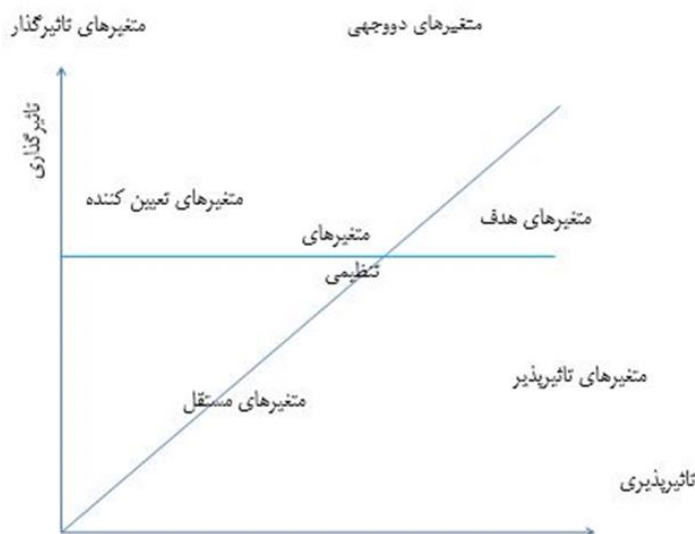 متغیرهای دووجهی
متغیرهای تاثیرگذار
تاثیرگذاری
متغیرهای تعیین کننده
متغیرهای هدف
متغیرهای
تنظیمی
متغیرهای تاثیرپذیر
متغیرهای مستقل
تاثیرپذیری